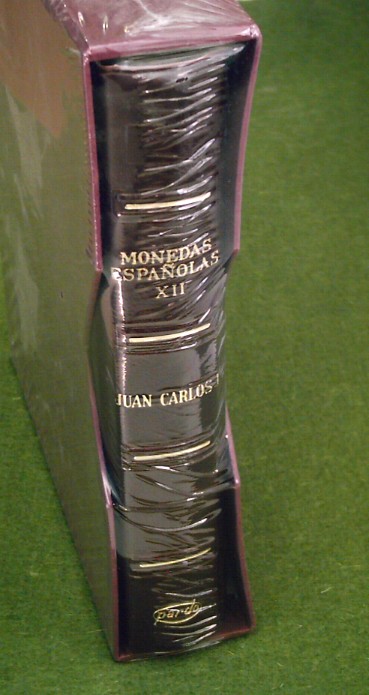 MONEDAS
ESPAÑOLAS
XII
JUAN CARLOS-I
pardo